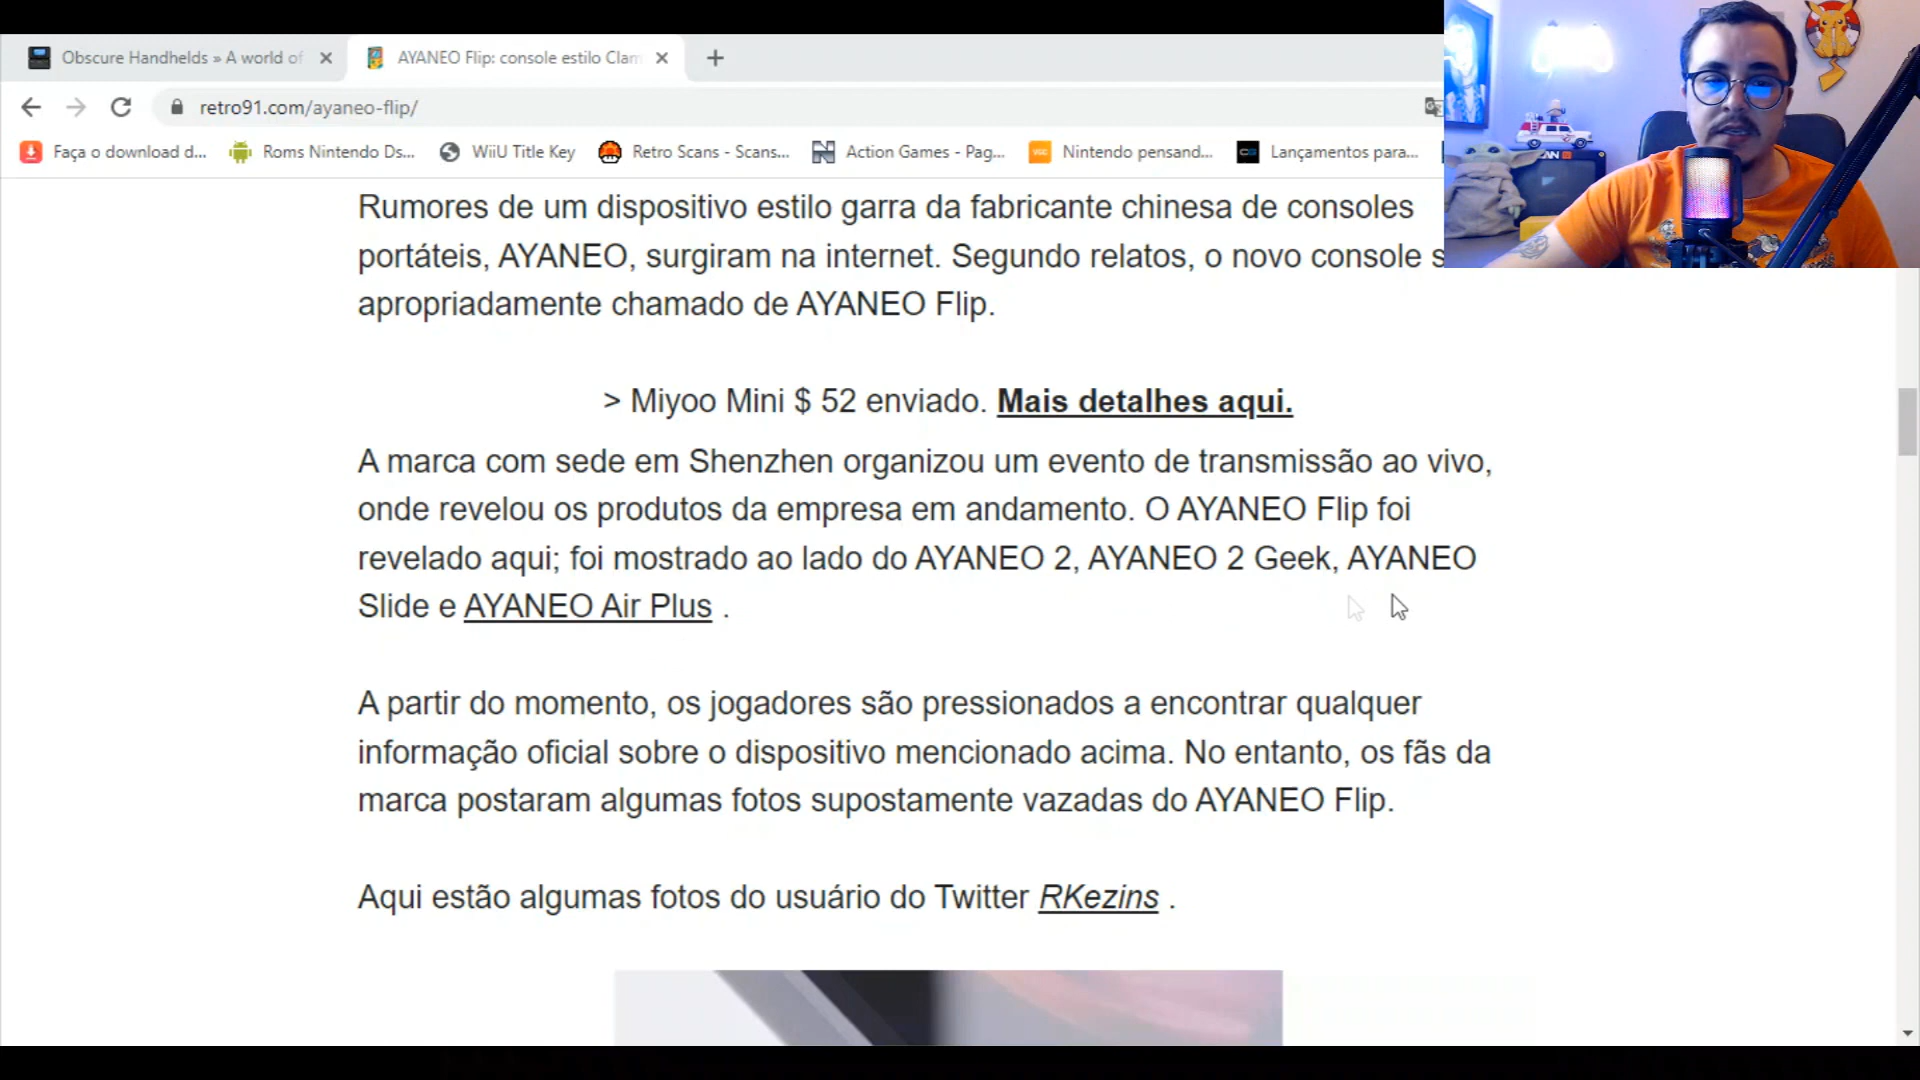 Obscure Handhelds » A world of
AYANEO Flip: console estilo Clam
retro91.com/ayaneo-flip/
Faça o download d...
Roms Nintendo Ds...
WiiU Title Key
Retro Scans - Scans...
Action Games - Pag...
Nintendo pensand...
Lançamentos para...
Rumores de um dispositivo estilo garra da fabricante chinesa de consoles
portáteis, AYANEO, surgiram na internet. Segundo relatos, o novo console s
apropriadamente chamado de AYANEO Flip.
> Miyoo Mini $ 52 enviado. Mais detalhes aqui.
A marca com sede em Shenzhen organizou um evento de transmissão ao vivo,
onde revelou os produtos da empresa em andamento. O AYANEO Flip foi
revelado aqui; foi mostrado ao lado do AYANEO 2, AYANEO 2 Geek, AYANEO
Slide e AYANEO Air Plus .
A partir do momento, os jogadores são pressionados a encontrar qualquer
informação oficial sobre o dispositivo mencionado acima. No entanto, os fãs da
marca postaram algumas fotos supostamente vazadas do AYANEO Flip.
Aqui estão algumas fotos do usuário do Twitter RKezins .